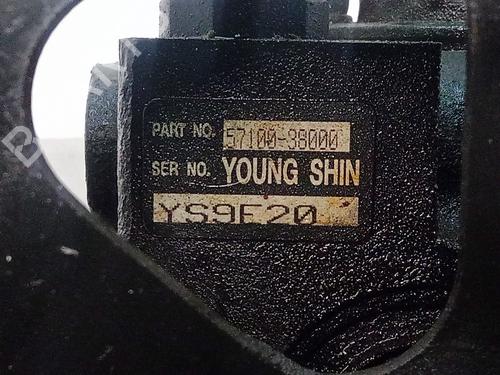 PART NO. 57100-38000
SER NO. YOUNG SHIN
YS9F20